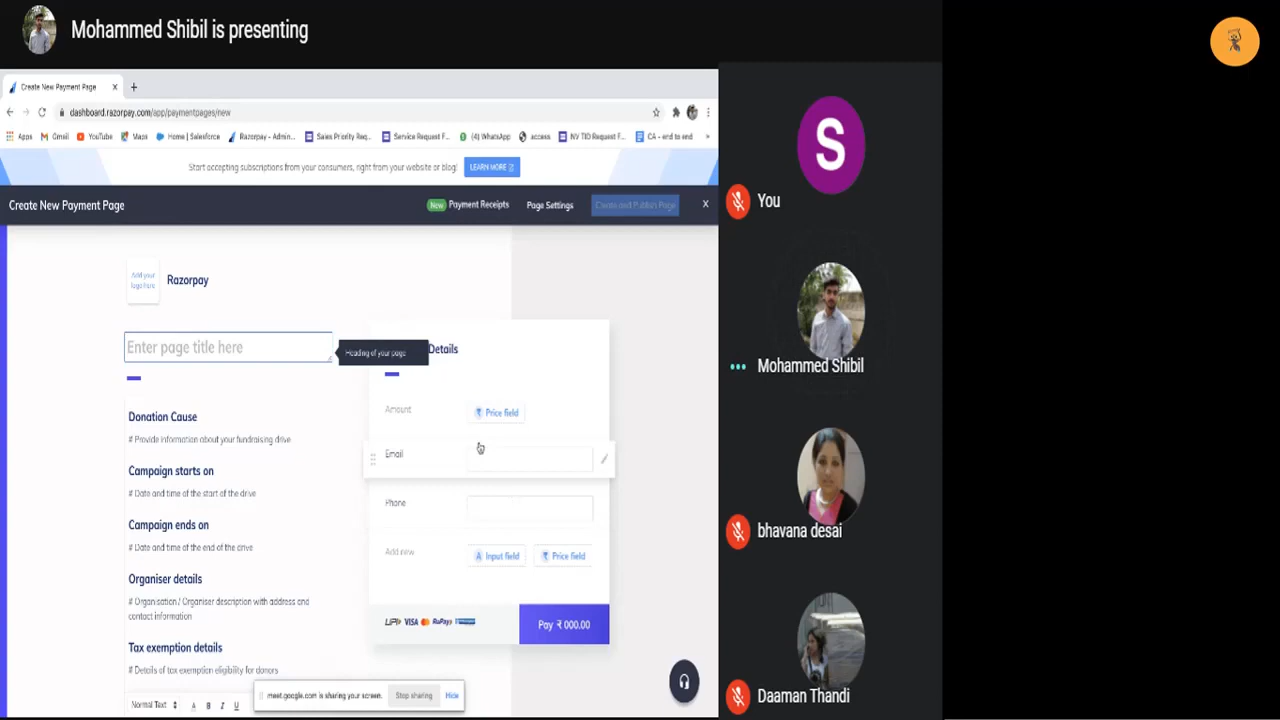 Mohammed Shibil is presenting
Create New Payment Page
dashboard.razorpay.com/app/paymentpages/new
Apps Gmail YouTube Maps Home | Salesforce Razorpay - Admin... Sales Priority Req... Service Request F... (4) WhatsApp access NV TIO Request F... CA - end to end
Start accepting subscriptions from your consumers, right from your website or blog! LEARN MORE
Create New Payment Page New Payment Receipts Page Settings Create and Publish Page X
Add your logo here
Razorpay
Enter page title here
Heading of your page
Details
Donation Cause
# Provide information about your fundraising drive
Campaign starts on
# Date and time of the start of the drive
Campaign ends on
# Date and time of the end of the drive
Organiser details
# Organisation / Organiser description with address and
contact information
Tax exemption details
# Details of tax exemption eligibility for donors
Normal Text A B I U
Amount ₹ Price field
Email
Phone
Add new A Input field ₹ Price field
UPI VISA RuPay
Pay ₹ 000.00
meet.google.com is sharing your screen. Stop sharing Hide
S
You
Mohammed Shibil
bhavana desai
Daaman Thandi